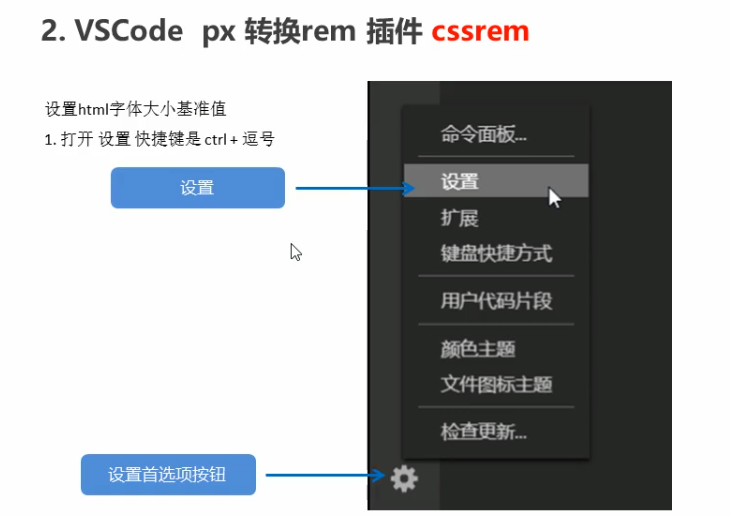 2. VSCode px 转换rem 插件 cssrem
设置html字体大小基准值
1. 打开 设置 快捷键是 ctrl + 逗号
设置
命令面板...
设置
扩展
键盘快捷方式
用户代码片段
颜色主题
文件图标主题
检查更新...
设置首选项按钮